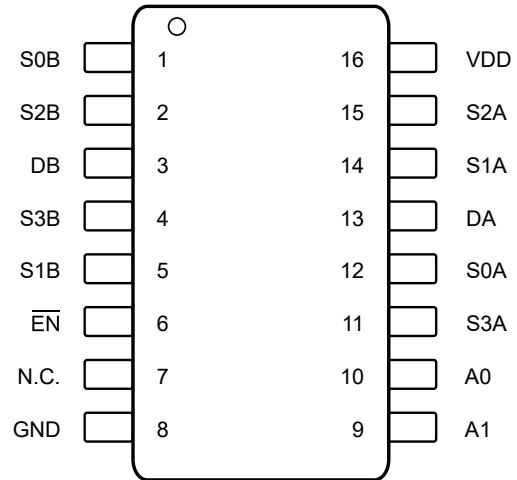 S0B 1 16 VDD
S2B 2 15 S2A
DB 3 14 S1A
S3B 4 13 DA
S1B 5 12 S0A
EN 6 11 S3A
N.C. 7 10 A0
GND 8 9 A1